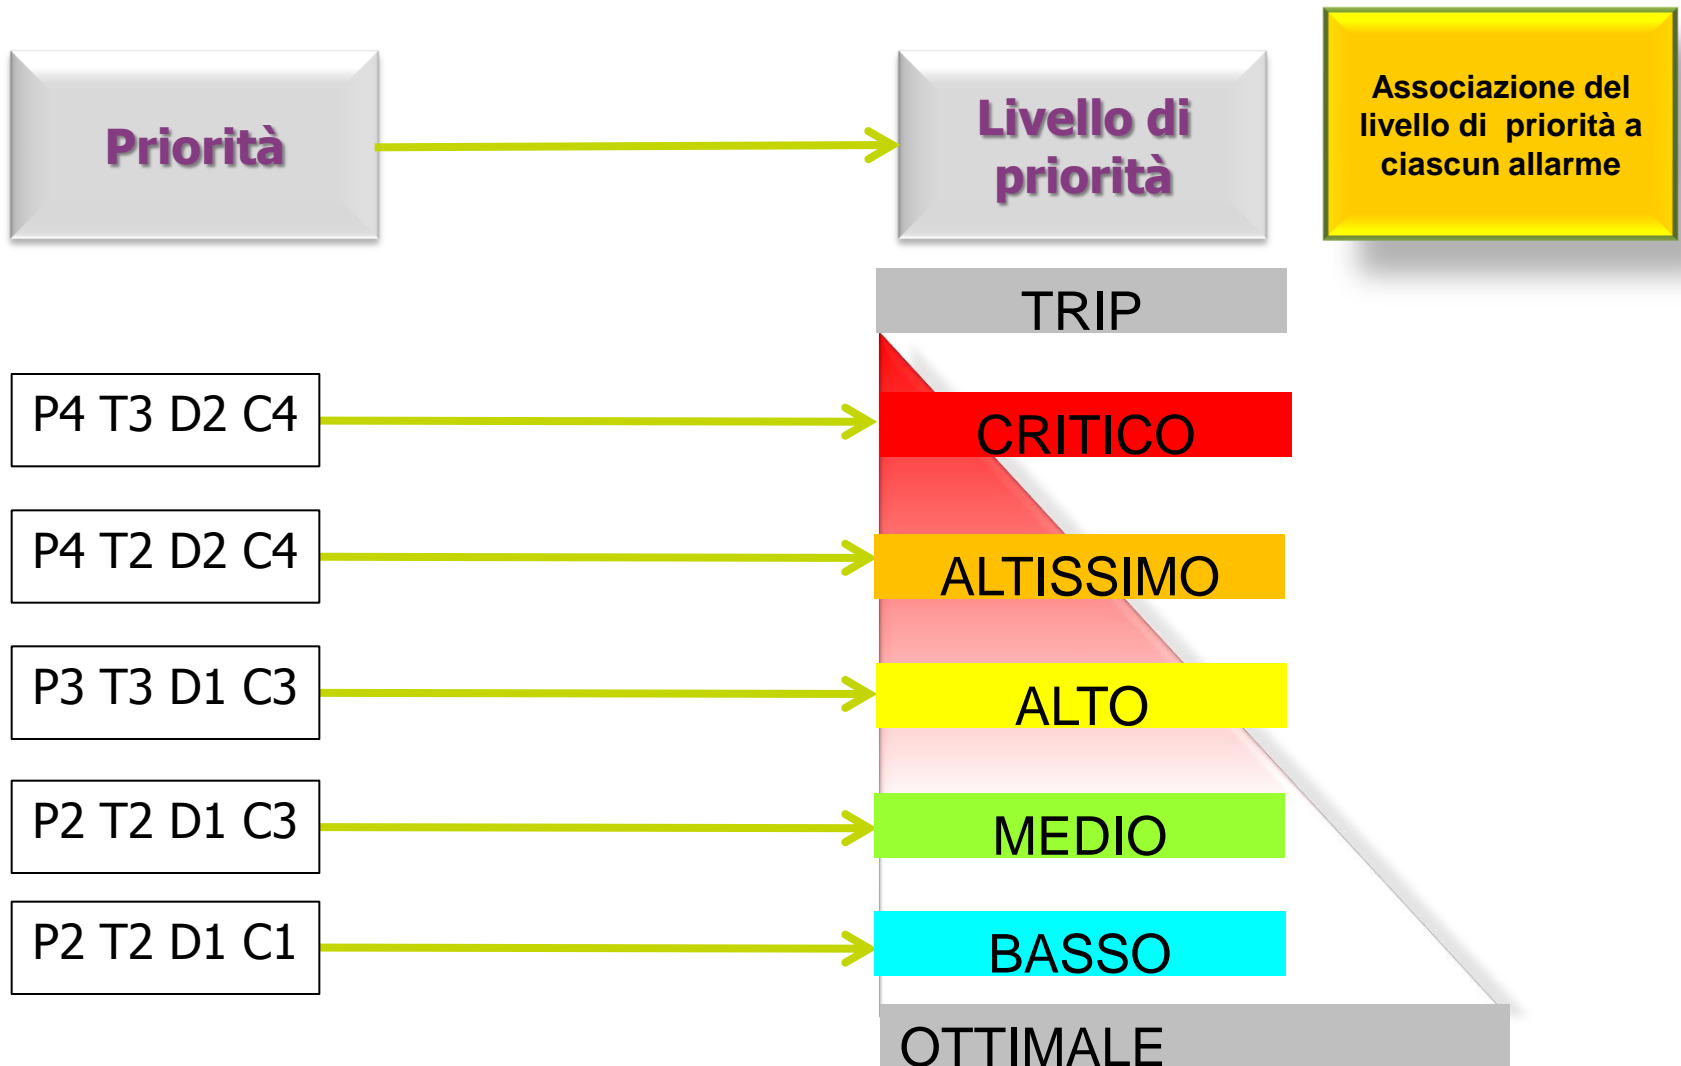 Priorità
Livello di
priorità
Associazione del
livello di priorità a
ciascun allarme
TRIP
P4 T3 D2 C4
CRITICO
P4 T2 D2 C4
ALTISSIMO
P3 T3 D1 C3
ALTO
P2 T2 D1 C3
MEDIO
P2 T2 D1 C1
BASSO
OTTIMALE